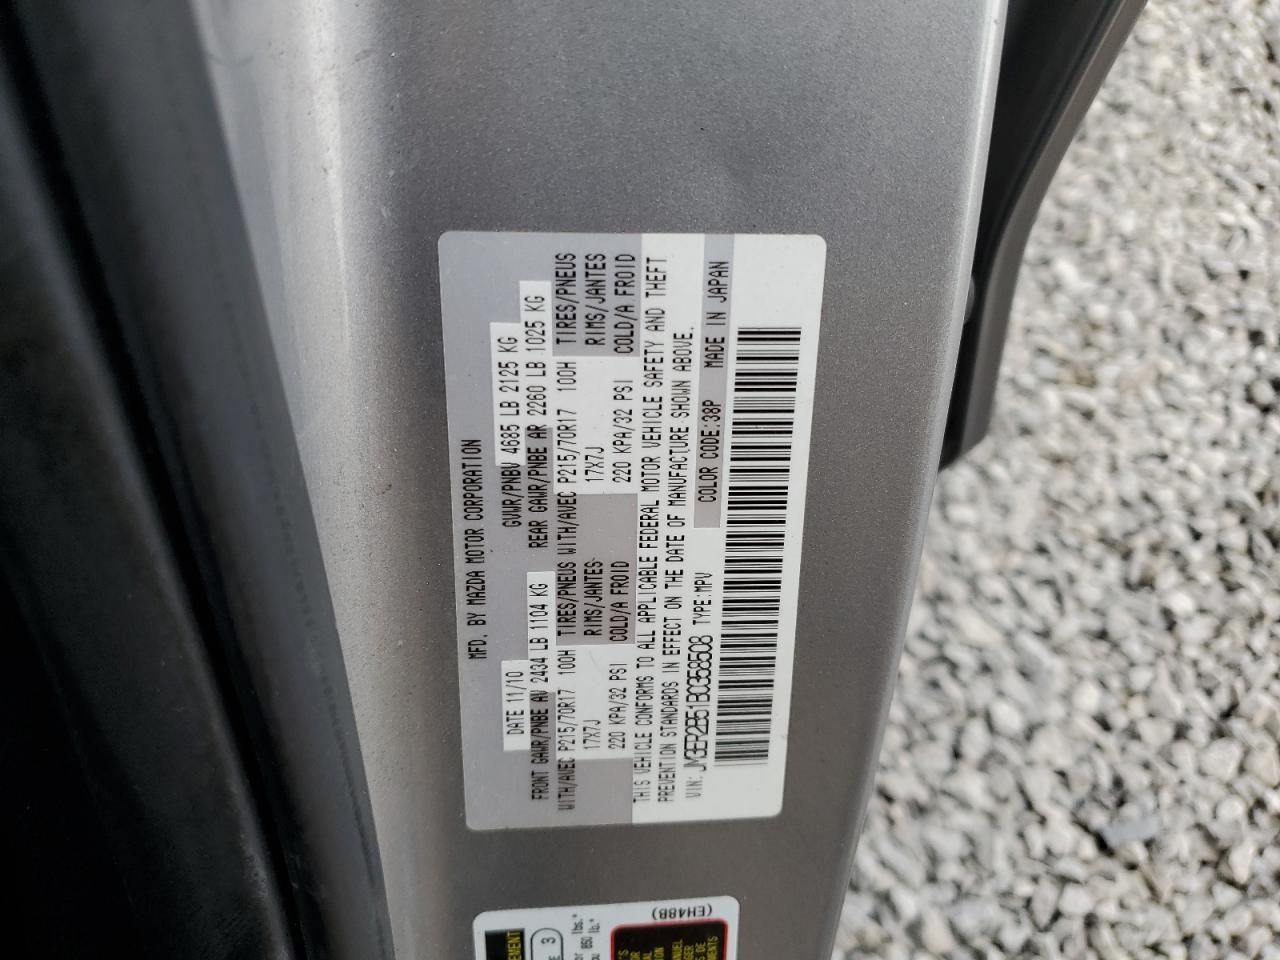 MFD. BY MAZDA MOTOR CORPORATION
DATE 11/10 GVWR/PNBV 4685 LB 2125 KG
FRONT GAWR/PNBE AV 2434 LB 1104 KG REAR GAWR/PNBE AR 2260 LB 1025 KG
WITH/AVEC P215/70R17 100H TIRES/PNEUS WITH/AVEC P215/70R17 100H TIRES/PNEUS
17X7J RIMS/JANTES 17X7J RIMS/JANTES
220 KPA/32 PSI COLD/A FROID 220 KPA/32 PSI COLD/A FROID
THIS VEHICLE CONFORMS TO ALL APPLICABLE FEDERAL MOTOR VEHICLE SAFETY AND THEFT
PREVENTION STANDARDS IN EFFECT ON THE DATE OF MANUFACTURE SHOWN ABOVE.
VIN: JM3ER2B51B0358508 TYPE:MPV COLOR CODE:38P MADE IN JAPAN
3
lbs.*
850 lb.*
(EH48B)